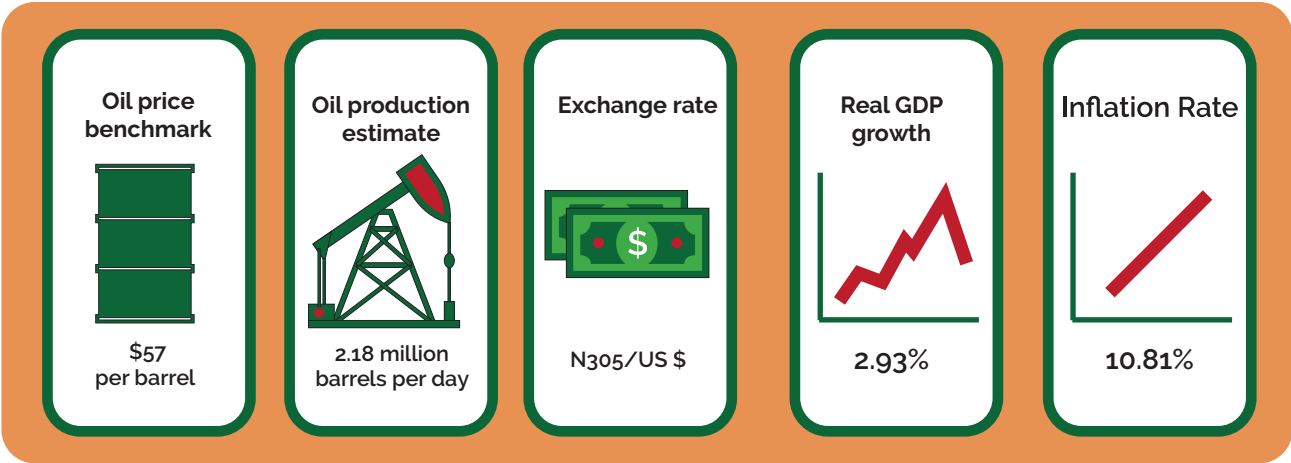 Oil price
benchmark
$57
per barrel
Oil production
estimate
2.18 million
barrels per day
Exchange rate
$
N305/US $
Real GDP
growth
2.93%
Inflation Rate
10.81%